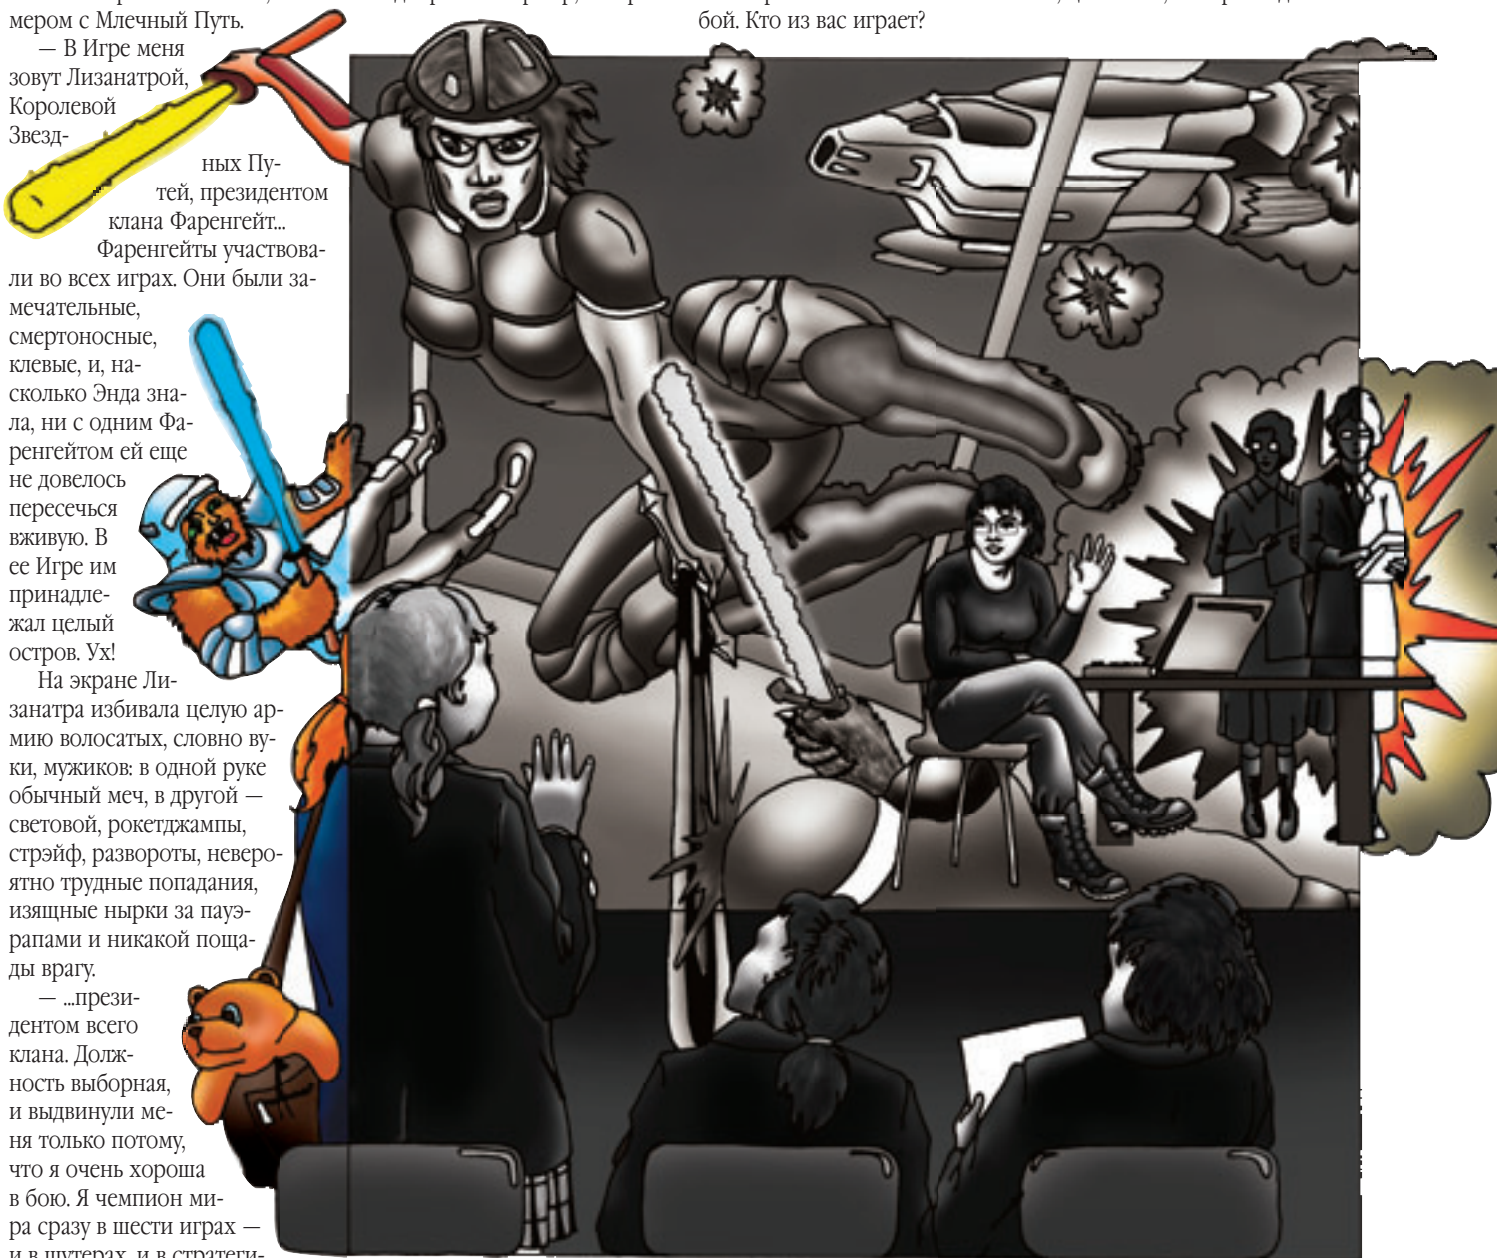 мером с Млечный Путь.
— В Игре меня
зовут Лизанатрой,
Королевой
Звезд-
ных Пу-
тей, президентом
клана Фаренгейт...
Фаренгейты участвова-
ли во всех играх. Они были за-
мечательные,
смертоносные,
клевые, и, на-
сколько Энда зна-
ла, ни с одним Фа-
ренгейтом ей еще
не довелось
пересечься
вживую. В
ее Игре им
принадле-
жал целый
остров. Ух!
На экране Ли-
занатра избивала целую ар-
мию волосатых, словно ву-
ки, мужиков: в одной руке
обычный меч, в другой —
световой, рокетджампы,
стрэйф, развороты, неверо-
ятно трудные попадания,
изящные нырки за пауэ-
рапами и никакой поща-
ды врагу.
— ...прези-
дентом всего
клана. Долж-
ность выборная,
и выдвинули ме-
ня только потому,
что я очень хороша
в бою. Я чемпион ми-
ра сразу в шести играх —
и в шутерах, и в стратеги-
бой. Кто из вас играет?